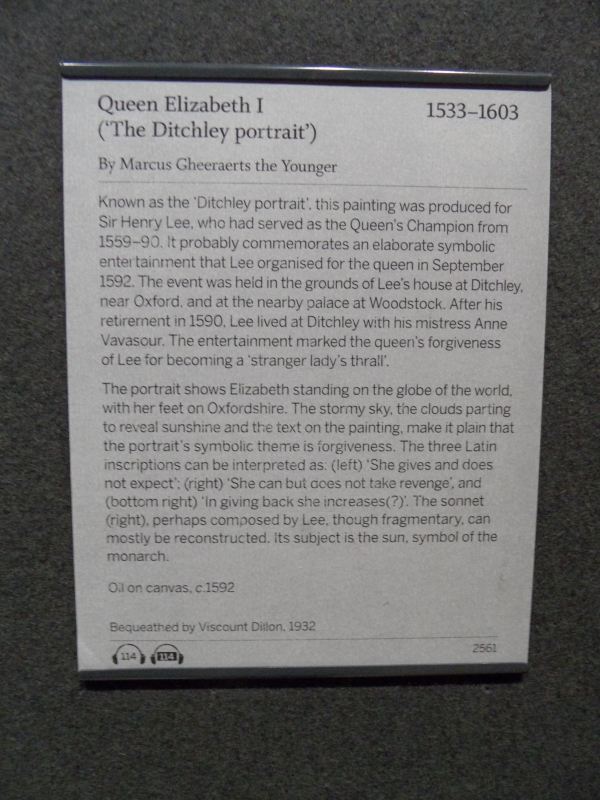 Queen Elizabeth I
1533–1603
('The Ditchley portrait')
By Marcus Gheeraerts the Younger
Known as the 'Ditchley portrait', this painting was produced for
Sir Henry Lee, who had served as the Queen's Champion from
1559–90. It probably commemorates an elaborate symbolic
entertainment that Lee organised for the queen in September
1592. The event was held in the grounds of Lee's house at Ditchley,
near Oxford, and at the nearby palace at Woodstock. After his
retirement in 1590, Lee lived at Ditchley with his mistress Anne
Vavasour. The entertainment marked the queen's forgiveness
of Lee for becoming a 'stranger lady's thrall'.
The portrait shows Elizabeth standing on the globe of the world,
with her feet on Oxfordshire. The stormy sky, the clouds parting
to reveal sunshine and the text on the painting, make it plain that
the portrait's symbolic theme is forgiveness. The three Latin
inscriptions can be interpreted as: (left) 'She gives and does
not expect'; (right) 'She can but does not take revenge', and
(bottom right) 'In giving back she increases(?)'. The sonnet
(right), perhaps composed by Lee, though fragmentary, can
mostly be reconstructed. Its subject is the sun, symbol of the
monarch.
Oil on canvas, c.1592
Bequeathed by Viscount Dillon, 1932
114 114
2561